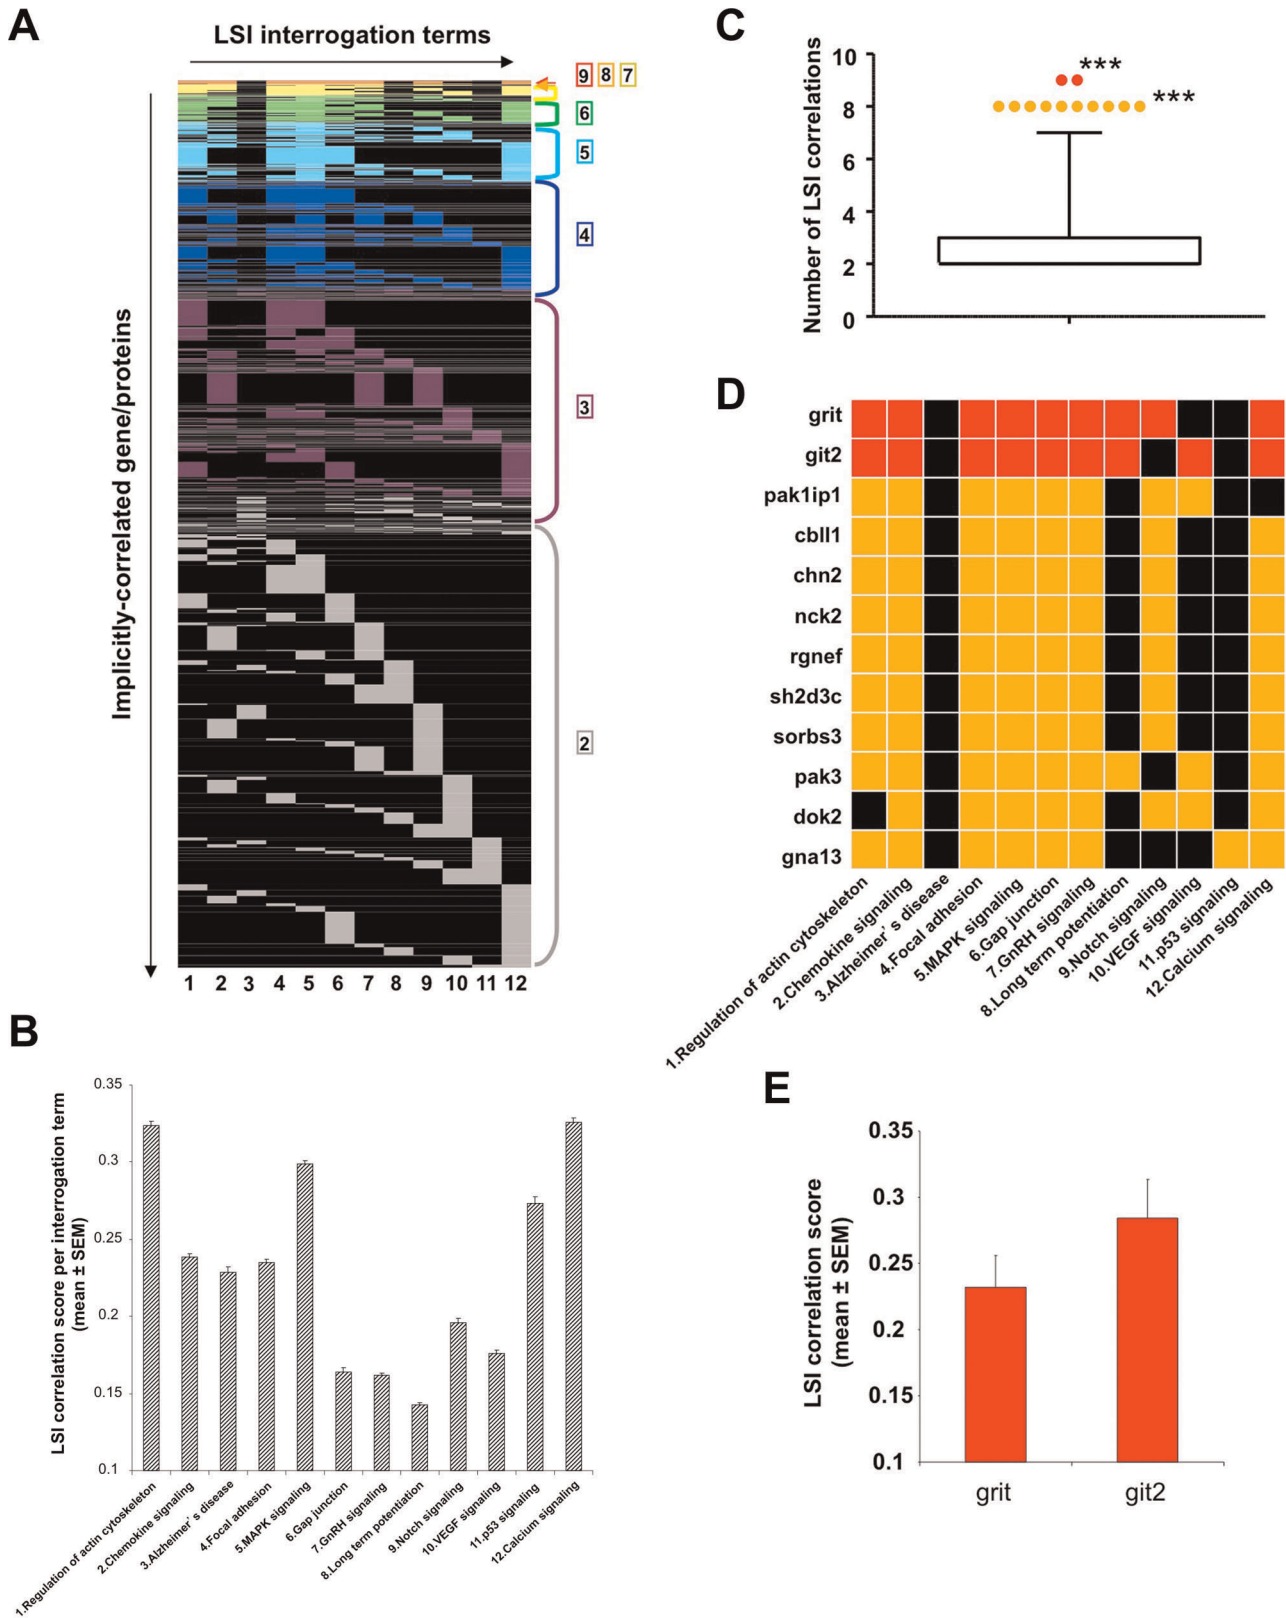 A
LSI interrogation terms
Implicitly-correlated gene/proteins
9 8 7
6
5
4
3
2
1 2 3 4 5 6 7 8 9 10 11 12
B
LSI correlation score per interrogation term
(mean ± SEM)
0.35
0.3
0.25
0.2
0.15
0.1
1.Regulation of actin cytoskeleton
2.Chemokine signaling
3.Alzheimer´s disease
4.Focal adhesion
5.MAPK signaling
6.Gap junction
7.GnRH signaling
8.Long term potentiation
9.Notch signaling
10.VEGF signaling
11.p53 signaling
12.Calcium signaling
C
Number of LSI correlations
10
8
6
4
2
0
***
***
D
grit
git2
pak1ip1
cbll1
chn2
nck2
rgnef
sh2d3c
sorbs3
pak3
dok2
gna13
1.Regulation of actin cytoskeleton
2.Chemokine signaling
3.Alzheimer´s disease
4.Focal adhesion
5.MAPK signaling
6.Gap junction
7.GnRH signaling
8.Long term potentiation
9.Notch signaling
10.VEGF signaling
11.p53 signaling
12.Calcium signaling
E
LSI correlation score
(mean ± SEM)
0.35
0.3
0.25
0.2
0.15
0.1
grit
git2